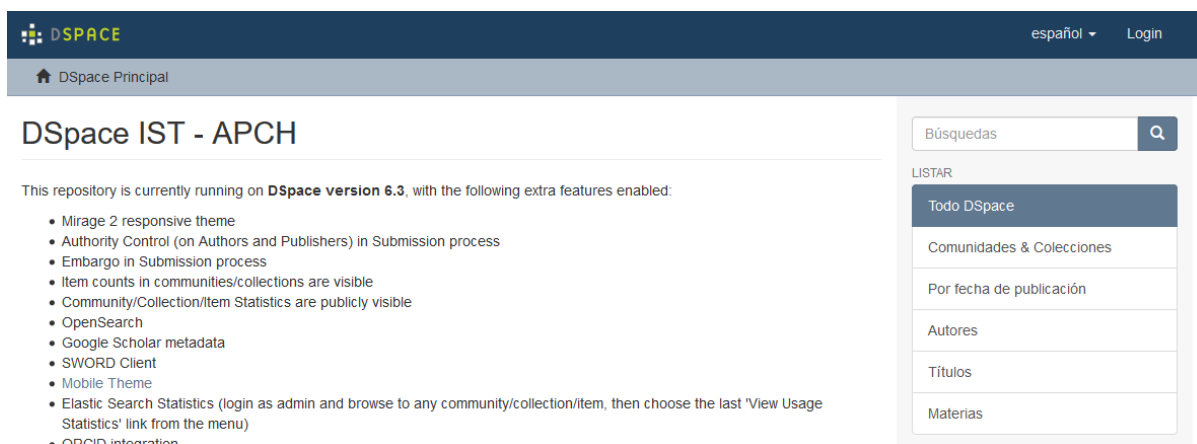 DSPACE
español
Login
DSpace Principal
DSpace IST - APCH
This repository is currently running on DSpace version 6.3, with the following extra features enabled:
• Mirage 2 responsive theme
• Authority Control (on Authors and Publishers) in Submission process
• Embargo in Submission process
• Item counts in communities/collections are visible
• Community/Collection/Item Statistics are publicly visible
• OpenSearch
• Google Scholar metadata
• SWORD Client
• Mobile Theme
• Elastic Search Statistics (login as admin and browse to any community/collection/item, then choose the last 'View Usage
Statistics' link from the menu)
• ORCID integration
Búsquedas
LISTAR
Todo DSpace
Comunidades & Colecciones
Por fecha de publicación
Autores
Títulos
Materias